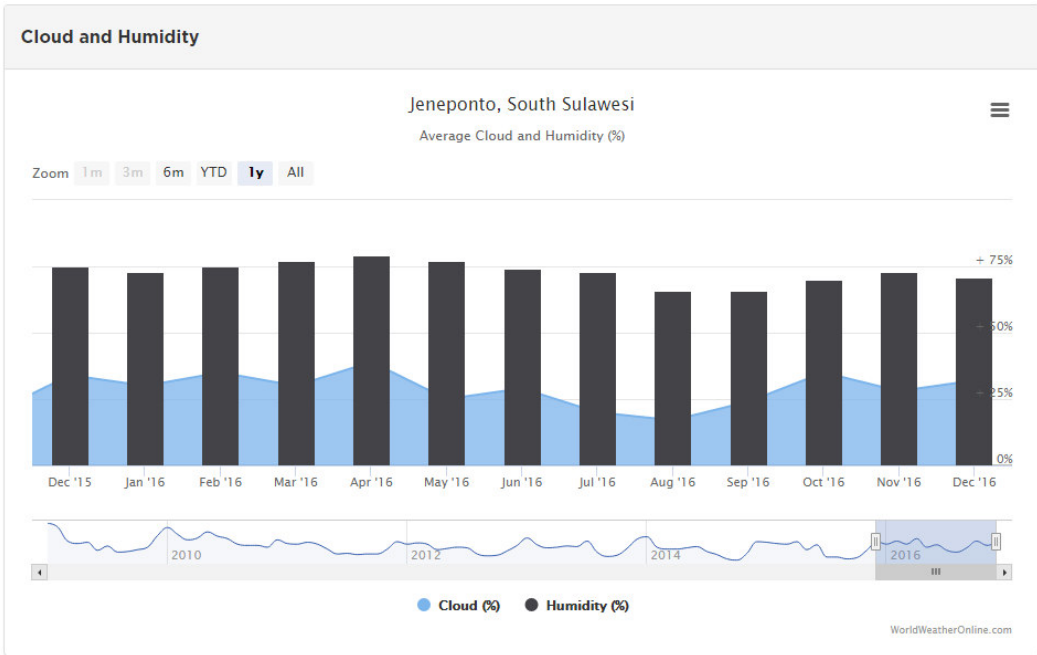 Cloud and Humidity
Jeneponto, South Sulawesi
Average Cloud and Humidity (%)
Zoom 1m 3m 6m YTD 1y All
+ 75%
+ 50%
+ 25%
0%
Dec '15 Jan '16 Feb '16 Mar '16 Apr '16 May '16 Jun '16 Jul '16 Aug '16 Sep '16 Oct '16 Nov '16 Dec '16
2010 2012 2014 2016
Cloud (%) Humidity (%)
WorldWeatherOnline.com